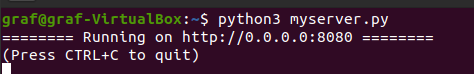 graf@graf-VirtualBox:~$ python3 myserver.py
======== Running on http://0.0.0.0:8080 ========
(Press CTRL+C to quit)